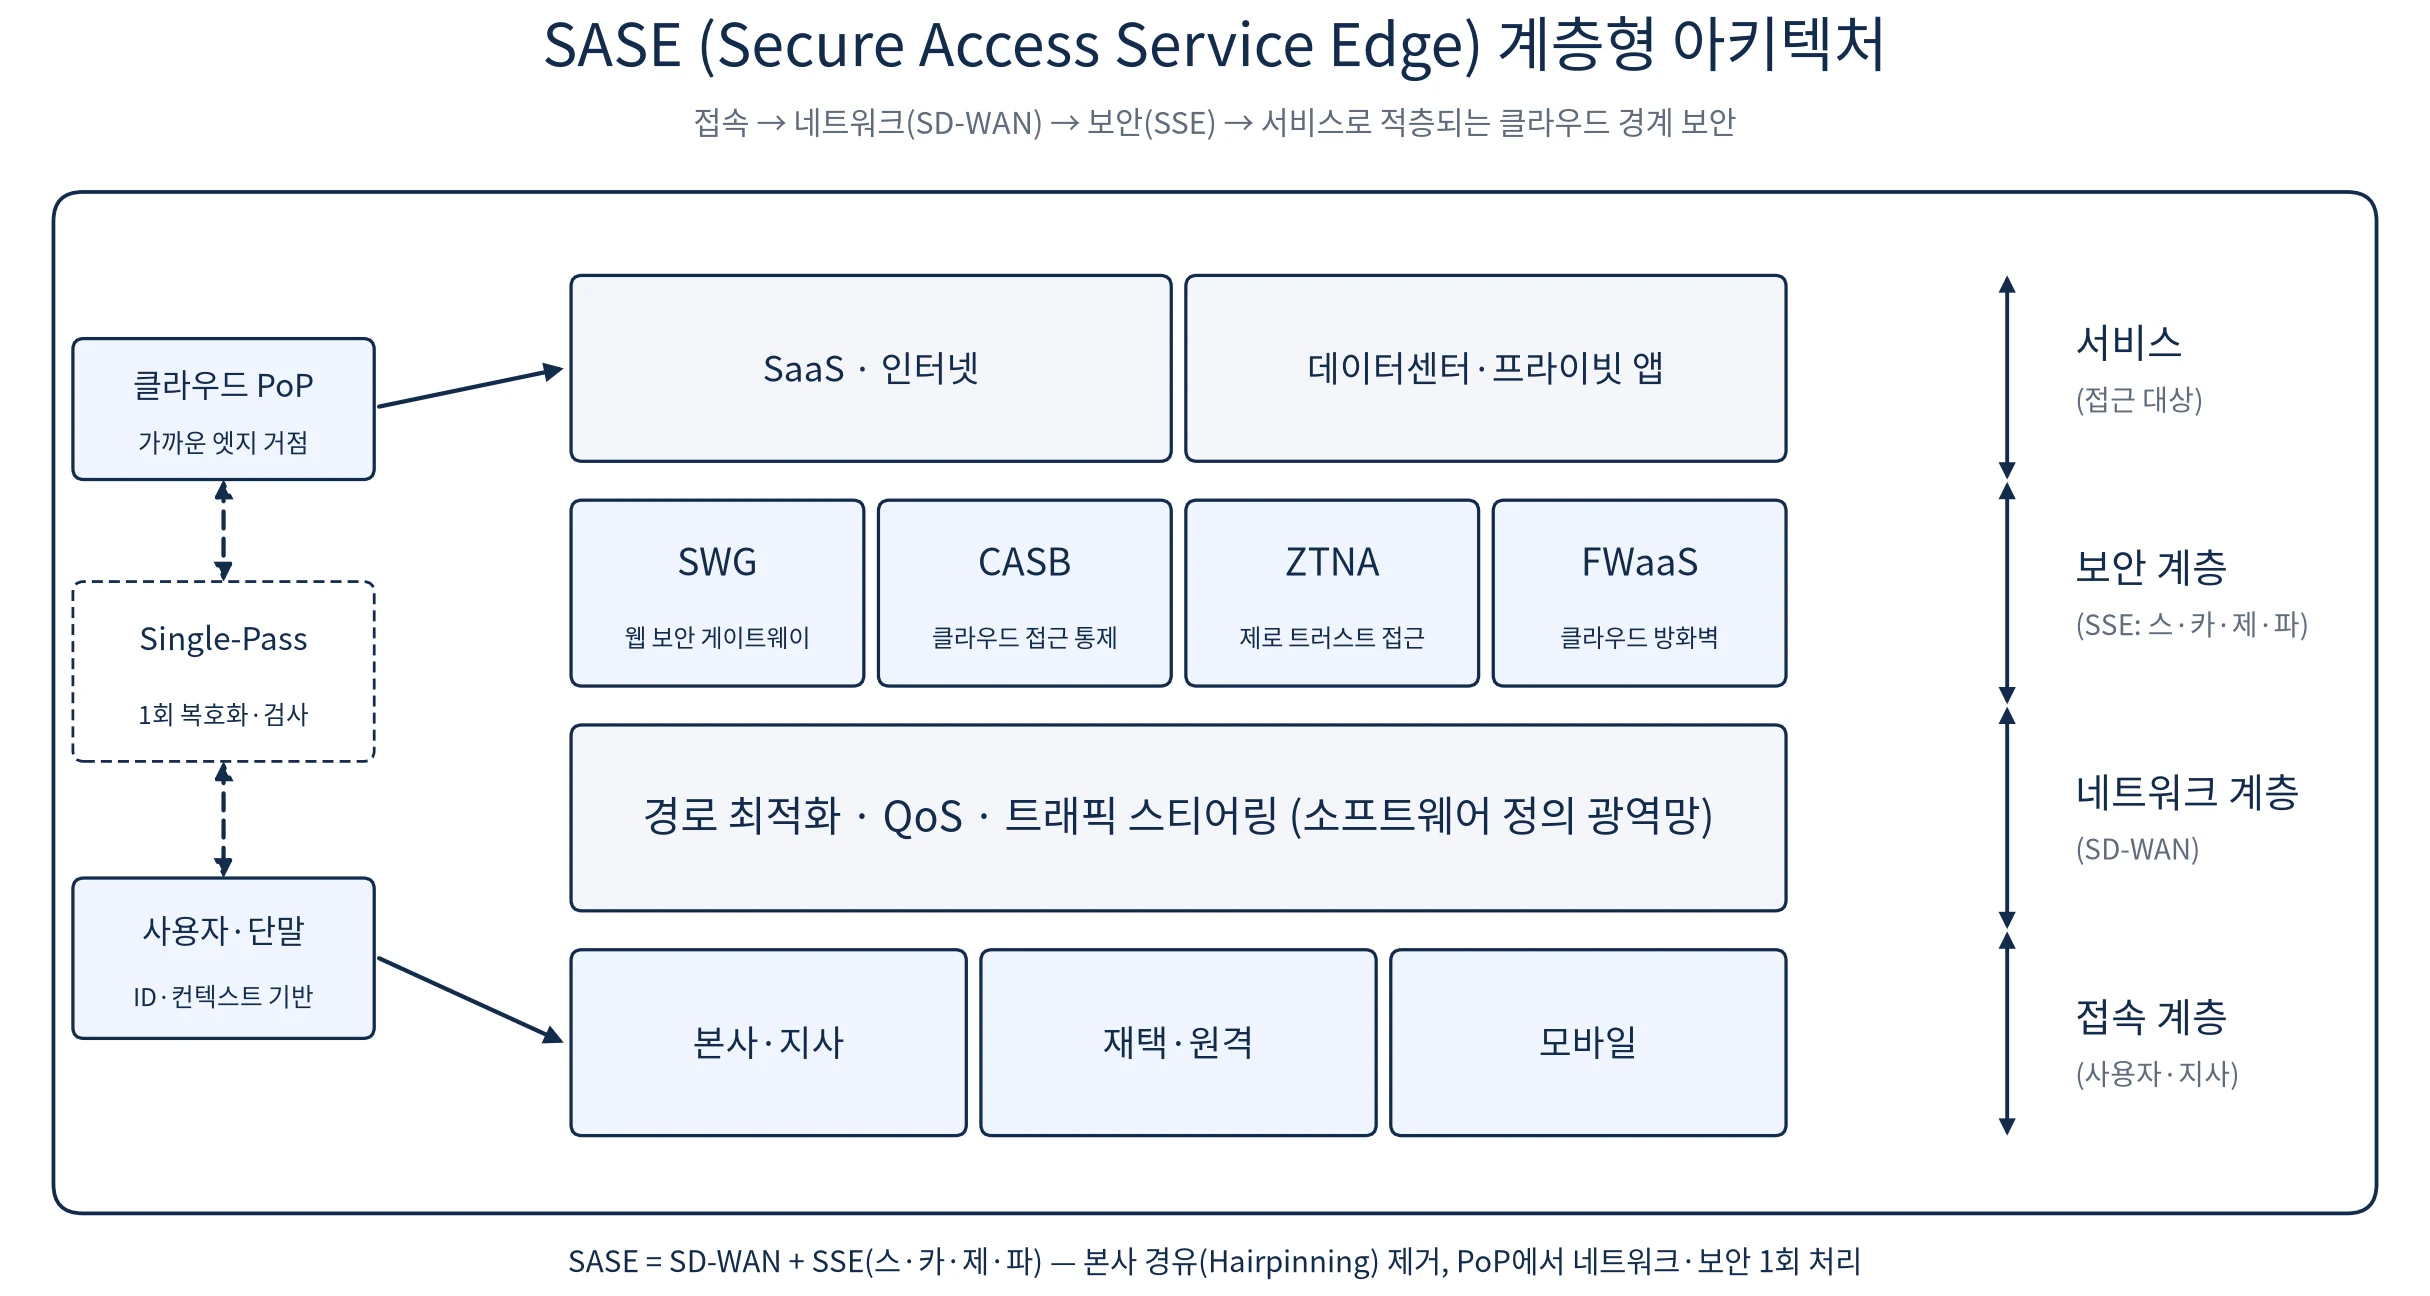 SASE (Secure Access Service Edge) 계층형 아키텍처
접속 → 네트워크(SD-WAN) → 보안(SSE) → 서비스로 적층되는 클라우드 경계 보안
클라우드 PoP
가까운 엣지 거점
Single-Pass
1회 복호화·검사
사용자·단말
ID·컨텍스트 기반
SaaS · 인터넷
데이터센터·프라이빗 앱
서비스
(접근 대상)
SWG
웹 보안 게이트웨이
CASB
클라우드 접근 통제
ZTNA
제로 트러스트 접근
FWaaS
클라우드 방화벽
보안 계층
(SSE: 스·카·제·파)
경로 최적화 · QoS · 트래픽 스티어링 (소프트웨어 정의 광역망)
네트워크 계층
(SD-WAN)
본사·지사
재택·원격
모바일
접속 계층
(사용자·지사)
SASE = SD-WAN + SSE(스·카·제·파) — 본사 경유(Hairpinning) 제거, PoP에서 네트워크·보안 1회 처리